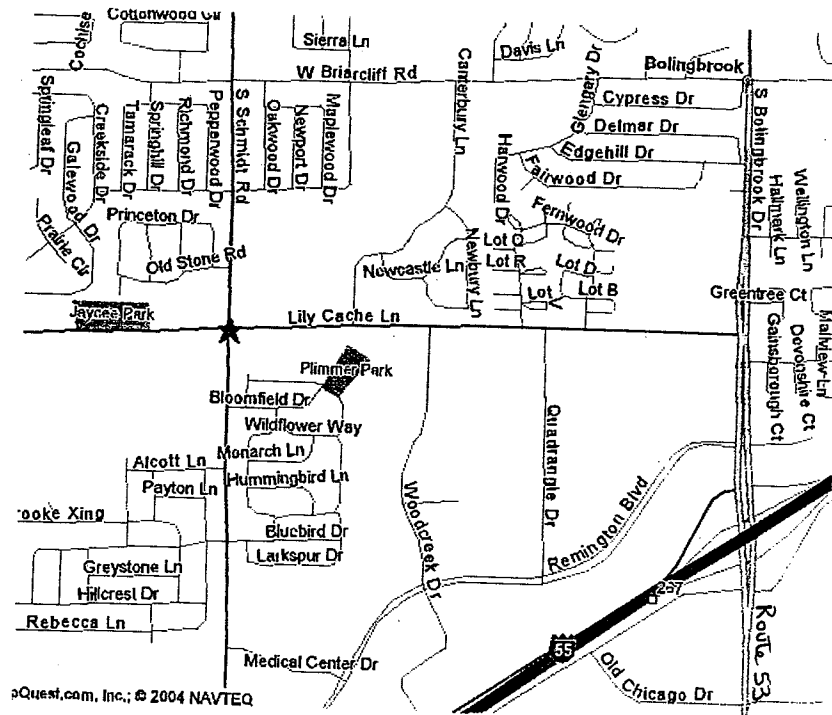 Cottonwood Cir
Cochise
Sierra Ln
Davis Ln
W Briarcliff Rd
Canterbury Ln
Glengary Dr
Bolingbrook
Cypress Dr
Delmar Dr
Edgehill Dr
Fairwood Dr
S Bolingbrook Dr
Springleaf Dr
Galewood Dr
Creekside Dr
Tamarack Dr
Springhill Dr
Richmond Dr
Pepperwood Dr
S Schmidt Rd
Oakwood Dr
Newport Dr
Maplewood Dr
Harwood Dr
Fernwood Dr
Hallmark Ln
Wellington Ln
Prairie Cir
Princeton Dr
Old Stone Rd
Newcastle Ln
Newbury Ln
Lot O
Lot R
Lot D
Lot B
Lot V
Greentree Ct
Gainsborough Ct
Devonshire Ct
Mallview Ln
Jaycee Park
Lily Cache Ln
Plimmer Park
Bloomfield Dr
Wildflower Way
Monarch Ln
Hummingbird Ln
Alcott Ln
Payton Ln
rooke Xing
Bluebird Dr
Larkspur Dr
Greystone Ln
Hillcrest Dr
Rebecca Ln
Woodcreek Dr
Quadrangle Dr
Remington Blvd
267
55
Route 53
Medical Center Dr
Old Chicago Dr
pQuest.com, Inc.; © 2004 NAVTEQ